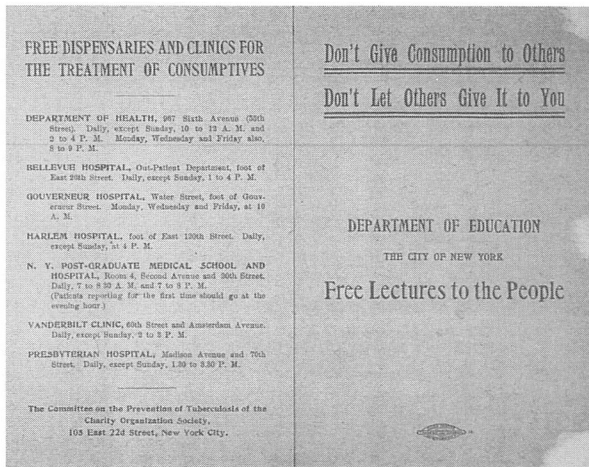 FREE DISPENSARIES AND CLINICS FOR
THE TREATMENT OF CONSUMPTIVES
DEPARTMENT OF HEALTH, 967 Sixth Avenue (55th
Street). Daily, except Sunday, 10 to 12 A. M. and
2 to 4 P. M. Monday, Wednesday and Friday also,
8 to 9 P. M.
BELLEVUE HOSPITAL, Out-Patient Department, foot of
East 26th Street. Daily, except Sunday, 1 to 4 P. M.
GOUVERNEUR HOSPITAL, Water Street, foot of Gouv-
erneur Street. Monday, Wednesday and Friday, at 10
A. M.
HARLEM HOSPITAL, foot of East 120th Street. Daily,
except Sunday, at 4 P. M.
N. Y. POST-GRADUATE MEDICAL SCHOOL AND
HOSPITAL, Room 4, Second Avenue and 20th Street.
Daily, 7 to 8 30 A. M. and 7 to 8 P. M.
(Patients reporting for the first time should go at the
evening hour.)
VANDERBILT CLINIC, 60th Street and Amsterdam Avenue.
Daily, except Sunday, 2 to 3 P. M.
PRESBYTERIAN HOSPITAL, Madison Avenue and 70th
Street. Daily, except Sunday, 1.30 to 3.30 P. M.
The Committee on the Prevention of Tuberculosis of the
Charity Organization Society,
105 East 22d Street, New York City.
Don't Give Consumption to Others
Don't Let Others Give It to You
DEPARTMENT OF EDUCATION
THE CITY OF NEW YORK
Free Lectures to the People